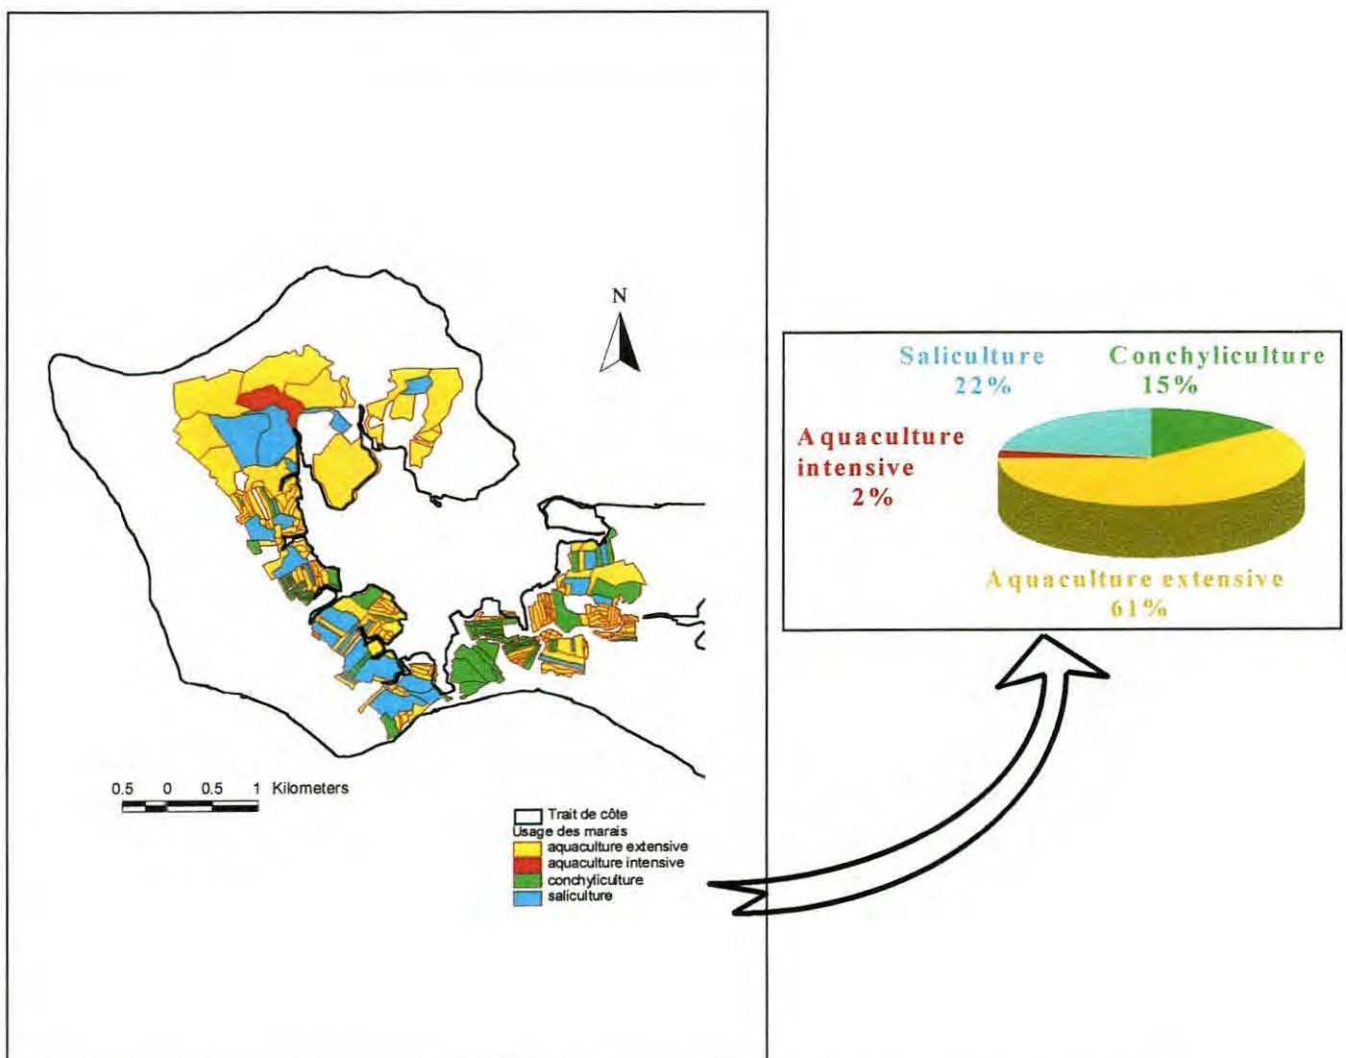 N
0.5 0 0.5 1 Kilometers
Trait de côte
Usage des marais
aquaculture extensive
aquaculture intensive
conchyliculture
saliculture
Saliculture
22%
Conchyliculture
15%
Aquaculture
intensive
2%
Aquaculture extensive
61%